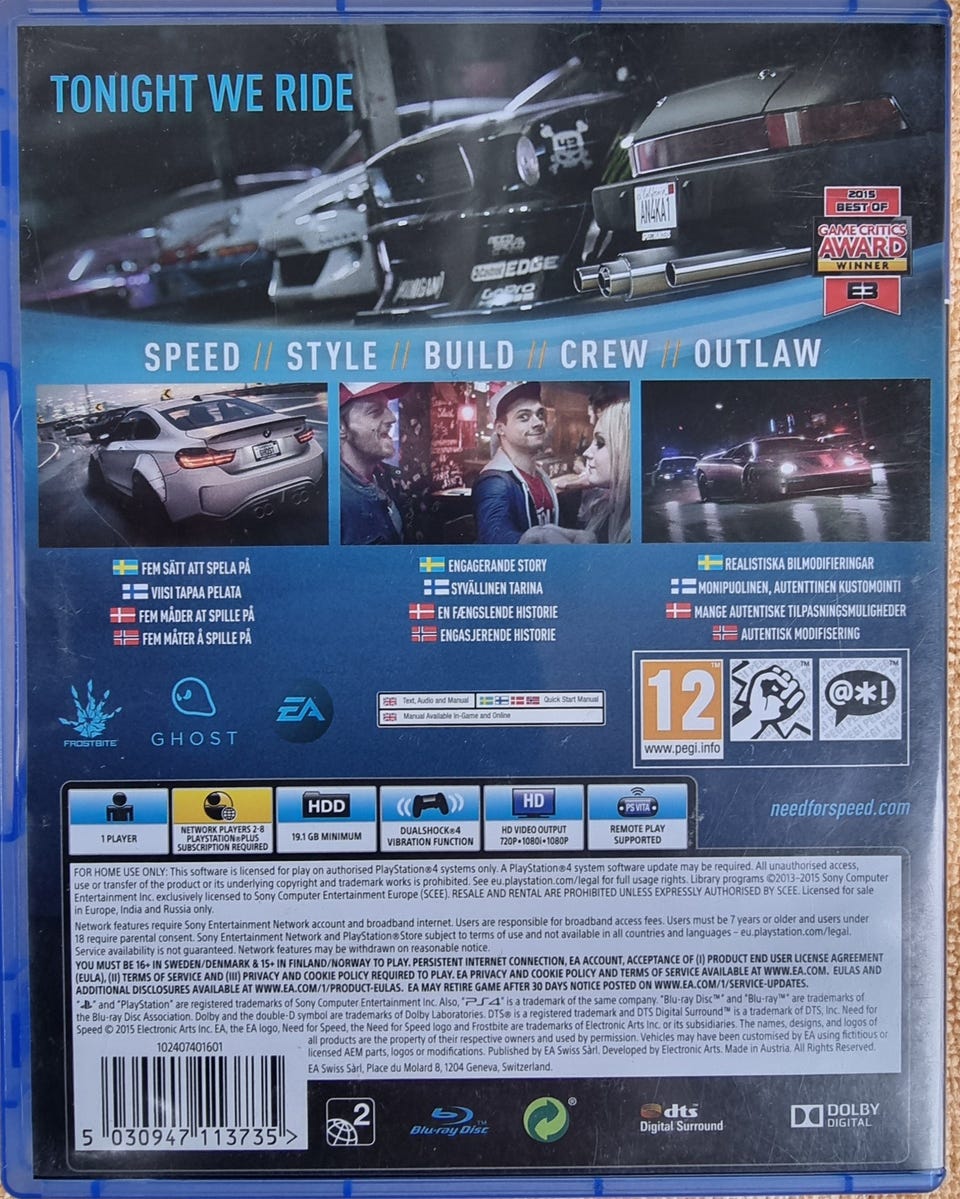 TONIGHT WE RIDE
AN4KA1
EDGE
GoPro
2015
BEST OF
GAME CRITICS
AWARD
WINNER
E3
SPEED // STYLE // BUILD // CREW // OUTLAW
GHOST
FEM SÄTT ATT SPELA PÅ
VIISI TAPAA PELATA
FEM MÅDER AT SPILLE PÅ
FEM MÅTER Å SPILLE PÅ
ENGAGERANDE STORY
SYVÄLLINEN TARINA
EN FÆNGSLENDE HISTORIE
ENGASJERENDE HISTORIE
REALISTISKA BILMODIFIERINGAR
MONIPUOLINEN, AUTENTTINEN KUSTOMOINTI
MANGE AUTENTISKE TILPASNINGSMULIGHEDER
AUTENTISK MODIFISERING
FROSTBITE™
GHOST
EA
Text, Audio and Manual
Quick Start Manual
Manual Available In-Game and Online
12
www.pegi.info
@*!
1 PLAYER
NETWORK PLAYERS 2-8
PLAYSTATION®PLUS
SUBSCRIPTION REQUIRED
HDD
19.1 GB MINIMUM
DUALSHOCK®4
VIBRATION FUNCTION
HD
HD VIDEO OUTPUT
720P•1080i•1080P
PS VITA
REMOTE PLAY
SUPPORTED
needforspeed.com
FOR HOME USE ONLY: This software is licensed for play on authorised PlayStation®4 systems only. A PlayStation®4 system software update may be required. All unauthorised access,
use or transfer of the product or its underlying copyright and trademark works is prohibited. See eu.playstation.com/legal for full usage rights. Library programs ©2013–2015 Sony Computer
Entertainment Inc. exclusively licensed to Sony Computer Entertainment Europe (SCEE). RESALE AND RENTAL ARE PROHIBITED UNLESS EXPRESSLY AUTHORISED BY SCEE. Licensed for sale
in Europe, India and Russia only.
Network features require Sony Entertainment Network account and broadband internet. Users are responsible for broadband access fees. Users must be 7 years or older and users under
18 require parental consent. Sony Entertainment Network and PlayStation®Store subject to terms of use and not available in all countries and languages – eu.playstation.com/legal.
Service availability is not guaranteed. Network features may be withdrawn on reasonable notice.
YOU MUST BE 16+ IN SWEDEN/DENMARK & 15+ IN FINLAND/NORWAY TO PLAY. PERSISTENT INTERNET CONNECTION, EA ACCOUNT, ACCEPTANCE OF (I) PRODUCT END USER LICENSE AGREEMENT
(EULA), (II) TERMS OF SERVICE AND (III) PRIVACY AND COOKIE POLICY REQUIRED TO PLAY. EA PRIVACY AND COOKIE POLICY AND TERMS OF SERVICE AVAILABLE AT WWW.EA.COM. EULAS AND
ADDITIONAL DISCLOSURES AVAILABLE AT WWW.EA.COM/1/PRODUCT-EULAS. EA MAY RETIRE GAME AFTER 30 DAYS NOTICE POSTED ON WWW.EA.COM/1/SERVICE-UPDATES.
"PS" and "PlayStation" are registered trademarks of Sony Computer Entertainment Inc. Also, "PS4" is a trademark of the same company. "Blu-ray Disc™" and "Blu-ray™" are trademarks of
the Blu-ray Disc Association. Dolby and the double-D symbol are trademarks of Dolby Laboratories. DTS® is a registered trademark and DTS Digital Surround™ is a trademark of DTS, Inc. Need for
Speed © 2015 Electronic Arts Inc. EA, the EA logo, Need for Speed, the Need for Speed logo and Frostbite are trademarks of Electronic Arts Inc. or its subsidiaries. The names, designs, and logos of
all products are the property of their respective owners and used by permission. Vehicles may have been customised by EA using fictitious or
licensed AEM parts, logos or modifications. Published by EA Swiss Sàrl. Developed by Electronic Arts. Made in Austria. All Rights Reserved.
EA Swiss Sàrl, Place du Molard 8, 1204 Geneva, Switzerland.
102407401601
5 030947 113735 >
2
Blu-ray Disc™
®
dts
Digital Surround
DOLBY
DIGITAL